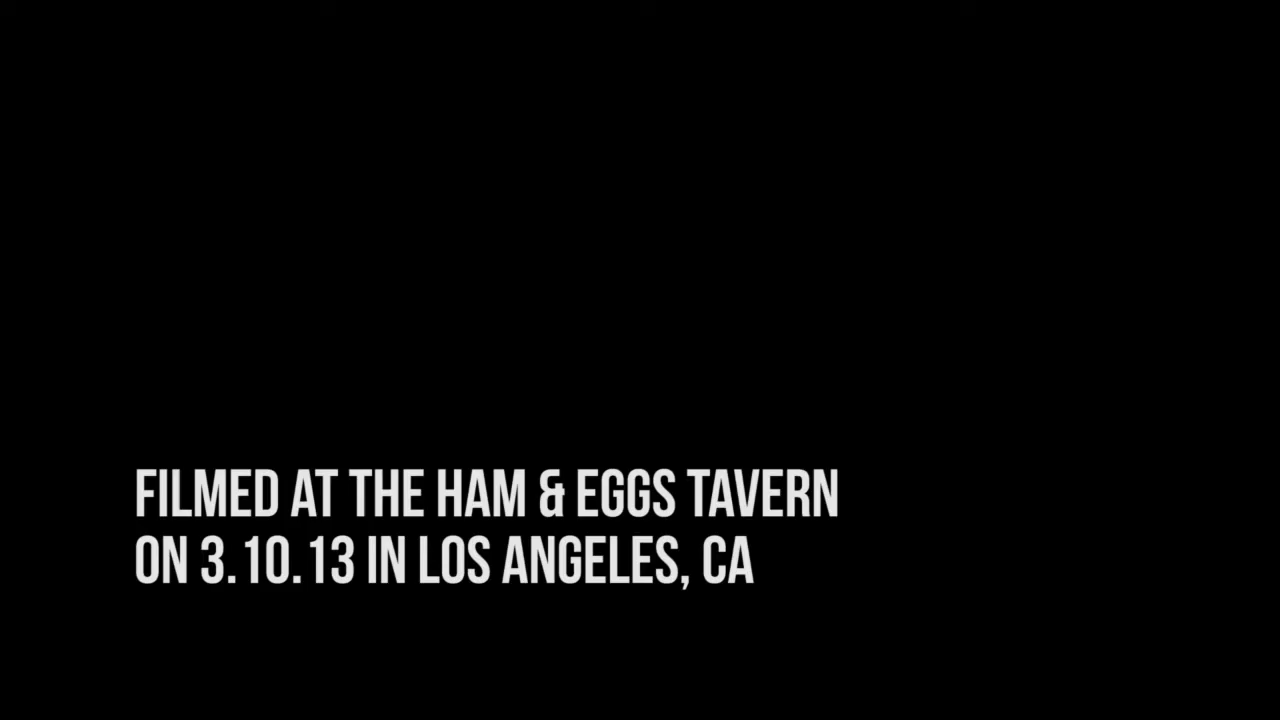 FILMED AT THE HAM & EGGS TAVERN
ON 3.10.13 IN LOS ANGELES, CA